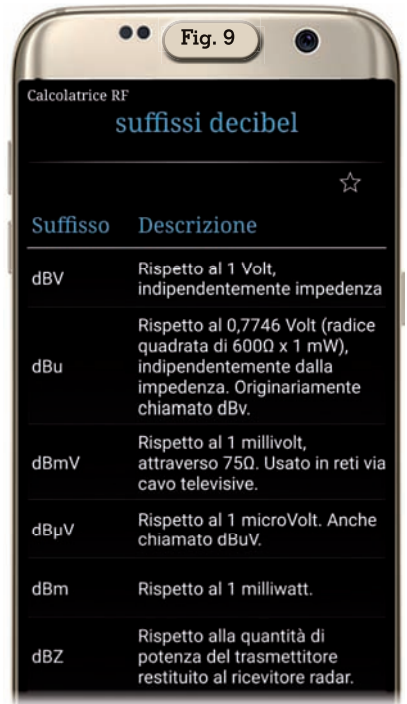 Fig. 9
Calcolatrice RF
suffissi decibel
Suffisso Descrizione
dBV
Rispetto al 1 Volt,
indipendentemente impedenza
dBu
Rispetto al 0,7746 Volt (radice
quadrata di 600Ω x 1 mW),
indipendentemente dalla
impedenza. Originariamente
chiamato dBv.
dBmV
Rispetto al 1 millivolt,
attraverso 75Ω. Usato in reti via
cavo televisive.
dBμV
Rispetto al 1 microVolt. Anche
chiamato dBuV.
dBm
Rispetto al 1 milliwatt.
dBZ
Rispetto alla quantità di
potenza del trasmettitore
restituito al ricevitore radar.